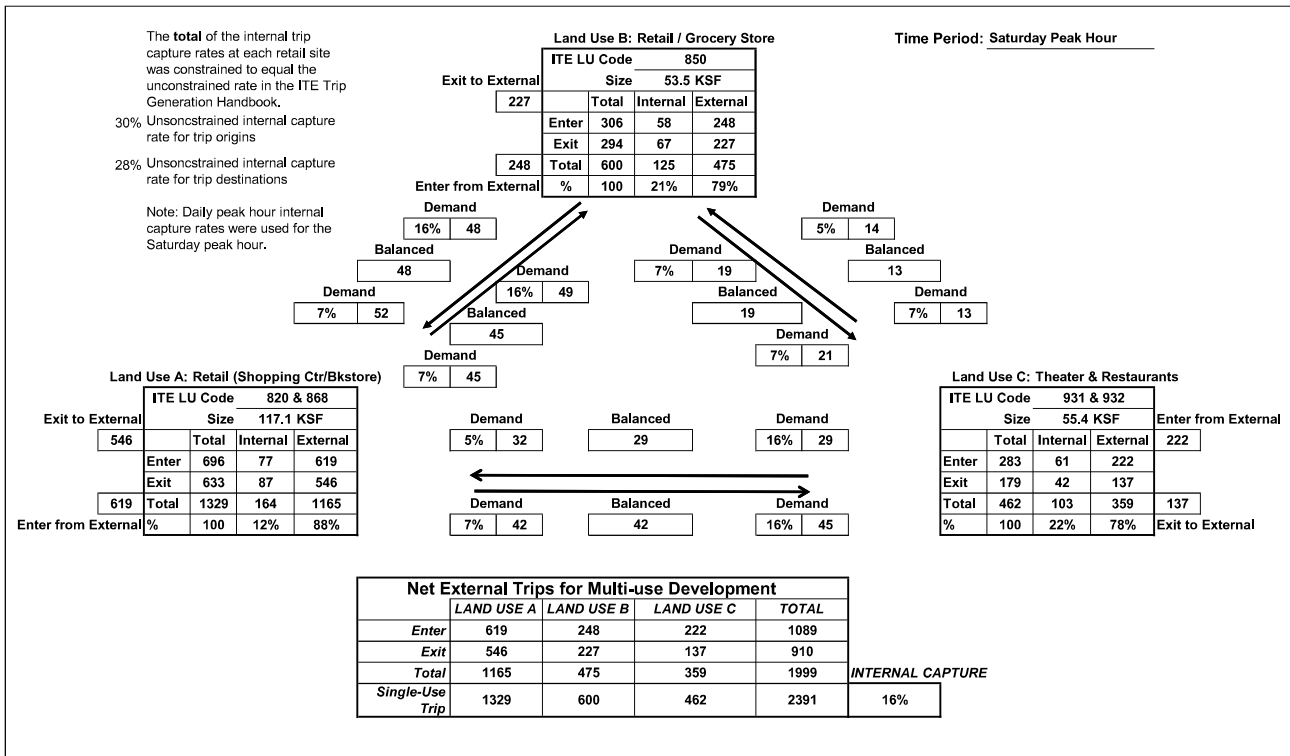 The total of the internal trip
capture rates at each retail site
was constrained to equal the
unconstrained rate in the ITE Trip
Generation Handbook.
30% Unsoncstrained internal capture
rate for trip origins
28% Unsoncstrained internal capture
rate for trip destinations
Note: Daily peak hour internal
capture rates were used for the
Saturday peak hour.
Time Period: Saturday Peak Hour
Land Use B: Retail / Grocery Store
ITE LU Code 850
Exit to External Size 53.5 KSF
227 Total Internal External
Enter 306 58 248
Exit 294 67 227
248 Total 600 125 475
Enter from External % 100 21% 79%
Demand
16% 48
Balanced
48
Demand
7% 52
Demand
16% 49
Balanced
45
Demand
7% 45
Demand
7% 19
Balanced
19
Demand
7% 21
Demand
5% 14
Balanced
13
Demand
7% 13
Land Use A: Retail (Shopping Ctr/Bkstore)
ITE LU Code 820 & 868
Exit to External Size 117.1 KSF
546 Total Internal External
Enter 696 77 619
Exit 633 87 546
619 Total 1329 164 1165
Enter from External % 100 12% 88%
Demand Balanced Demand
5% 32 29 16% 29
Demand Balanced Demand
7% 42 42 16% 45
Land Use C: Theater & Restaurants
ITE LU Code 931 & 932
Size 55.4 KSF Enter from External
Total Internal External 222
Enter 283 61 222
Exit 179 42 137
Total 462 103 359 137
% 100 22% 78% Exit to External
Net External Trips for Multi-use Development
LAND USE A LAND USE B LAND USE C TOTAL
Enter 619 248 222 1089
Exit 546 227 137 910
Total 1165 475 359 1999 INTERNAL CAPTURE
Single-Use
Trip 1329 600 462 2391 16%